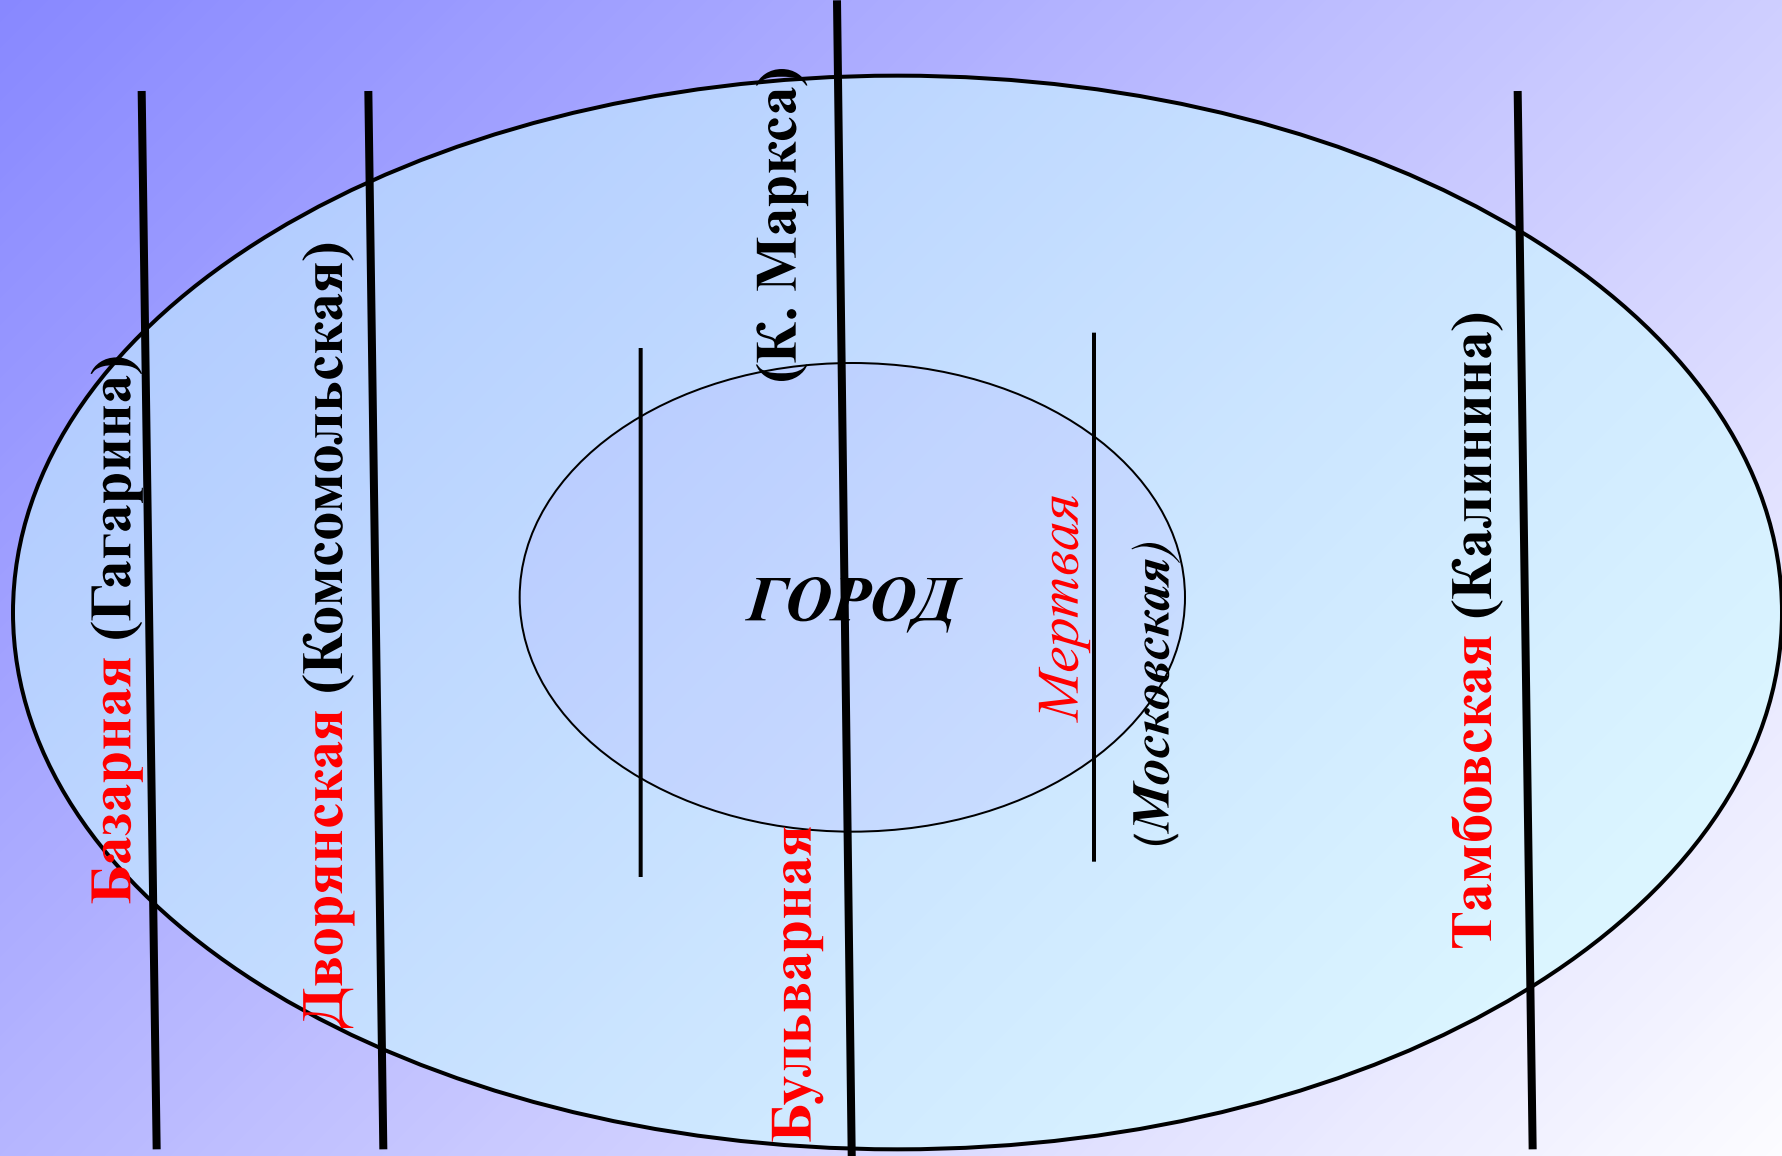 Базарная (Гагарина)
Дворянская (Комсомольская)
Бульварная
(К. Маркса)
ГОРОД
Мертвая
(Московская)
Тамбовская (Калинина)